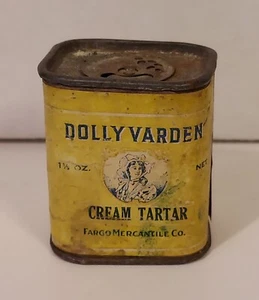 DOLLY VARDEN
1½ OZ. NET
CREAM TARTAR
FARGO MERCANTILE CO.